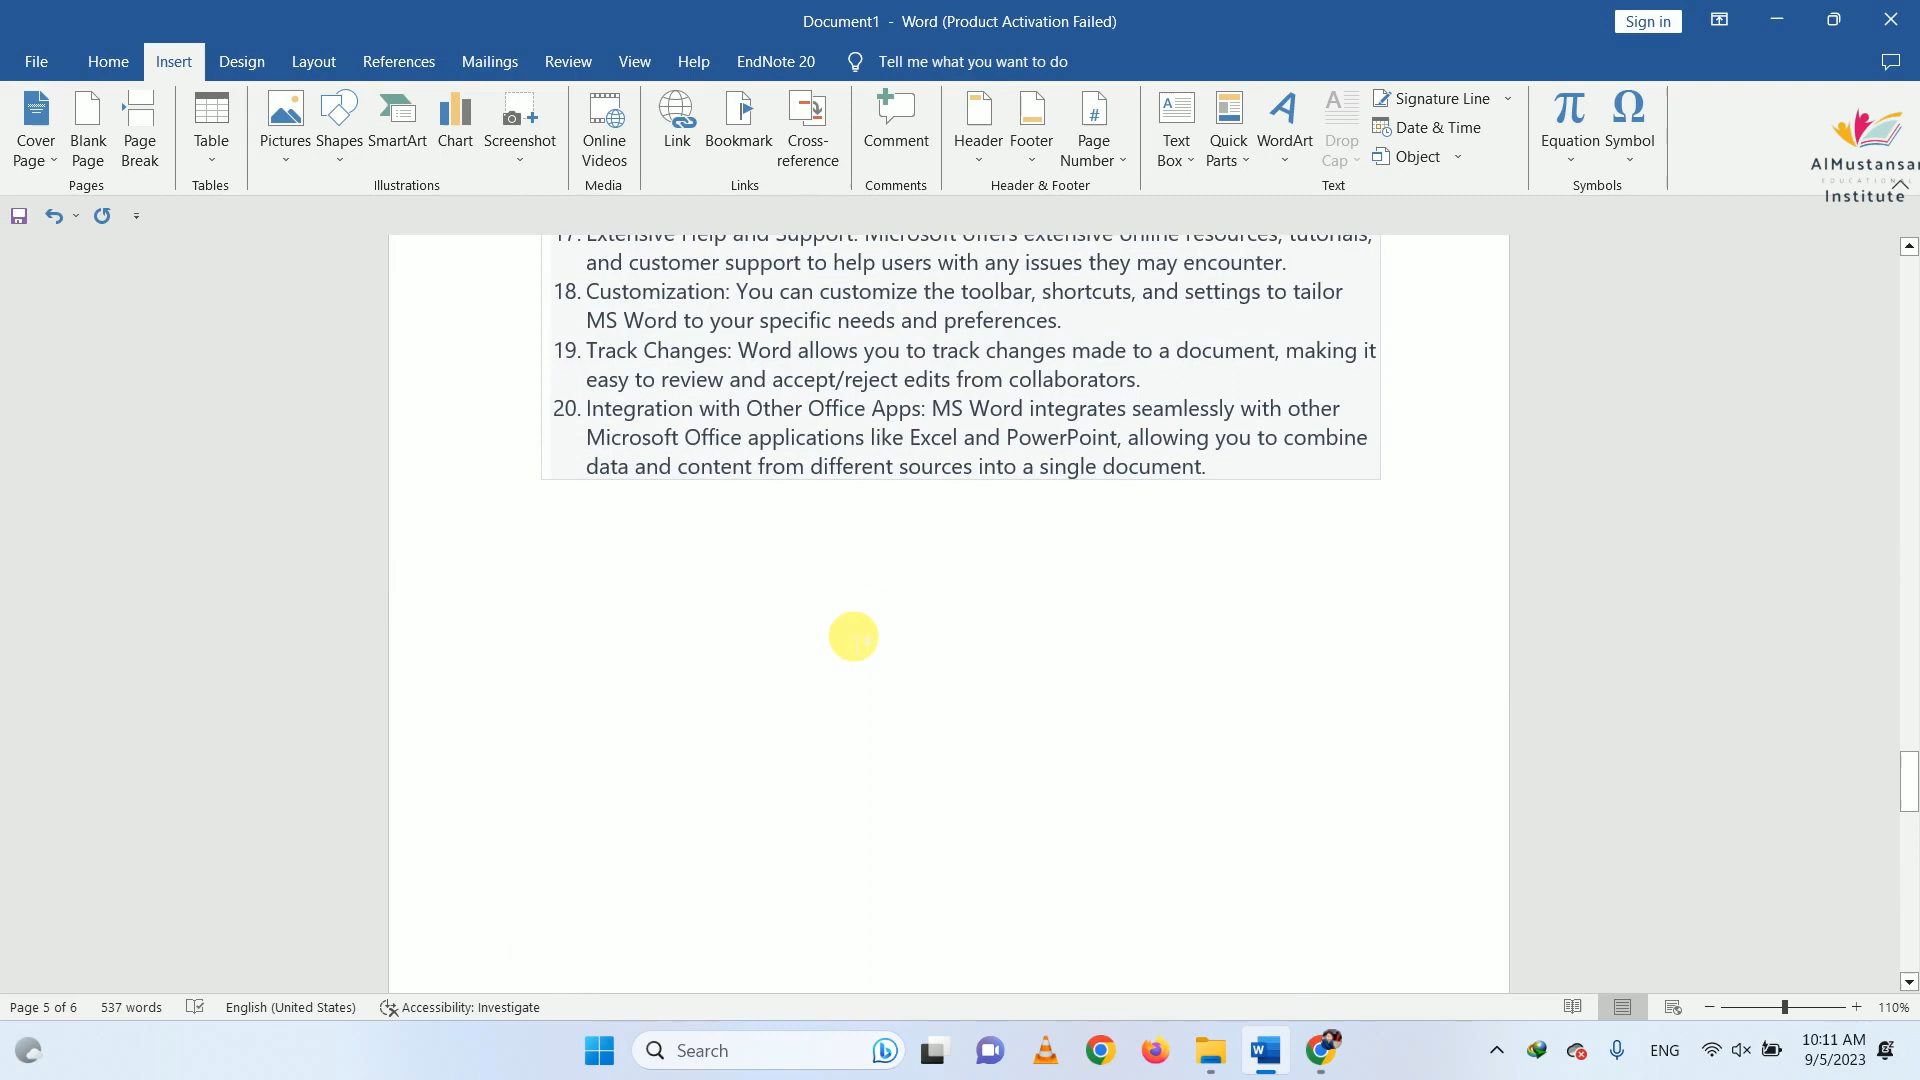 Document1 - Word (Product Activation Failed)
Sign in
File Home Insert Design Layout References Mailings Review View Help EndNote 20 Tell me what you want to do
Cover Page
Blank Page
Page Break
Pages
Table
Tables
Pictures
Shapes
SmartArt
Chart
Screenshot
Illustrations
Online Videos
Media
Link
Bookmark
Cross-reference
Links
Comment
Comments
Header
Footer
Page Number
Header & Footer
Text Box
Quick Parts
WordArt
Drop Cap
Signature Line
Date & Time
Object
Text
Equation
Symbol
Symbols
AlMustansar
EDUCATIONAL
Institute
17. Extensive Help and Support: Microsoft offers extensive online resources, tutorials,
and customer support to help users with any issues they may encounter.
18. Customization: You can customize the toolbar, shortcuts, and settings to tailor
MS Word to your specific needs and preferences.
19. Track Changes: Word allows you to track changes made to a document, making it
easy to review and accept/reject edits from collaborators.
20. Integration with Other Office Apps: MS Word integrates seamlessly with other
Microsoft Office applications like Excel and PowerPoint, allowing you to combine
data and content from different sources into a single document.
Page 5 of 6 537 words English (United States) Accessibility: Investigate 110%
Search
ENG
10:11 AM
9/5/2023